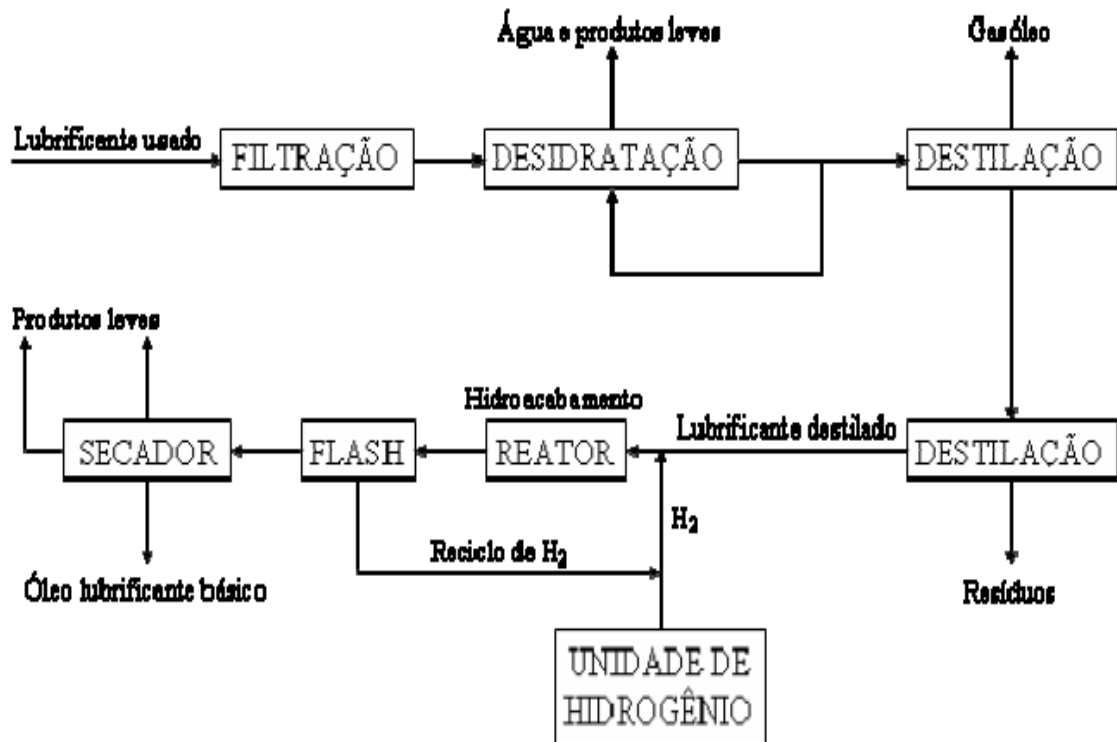 Água e produtos leves
Gasóleo
Lubrificante usado
FILTRAÇÃO
DESIDRATAÇÃO
DESTILAÇÃO
Produtos leves
Hidroacabamento
Lubrificante destilado
SECADOR
FLASH
REATOR
DESTILAÇÃO
H₂
Reciclo de H₂
Óleo lubrificante básico
Resíduos
UNIDADE DE
HIDROGÊNIO